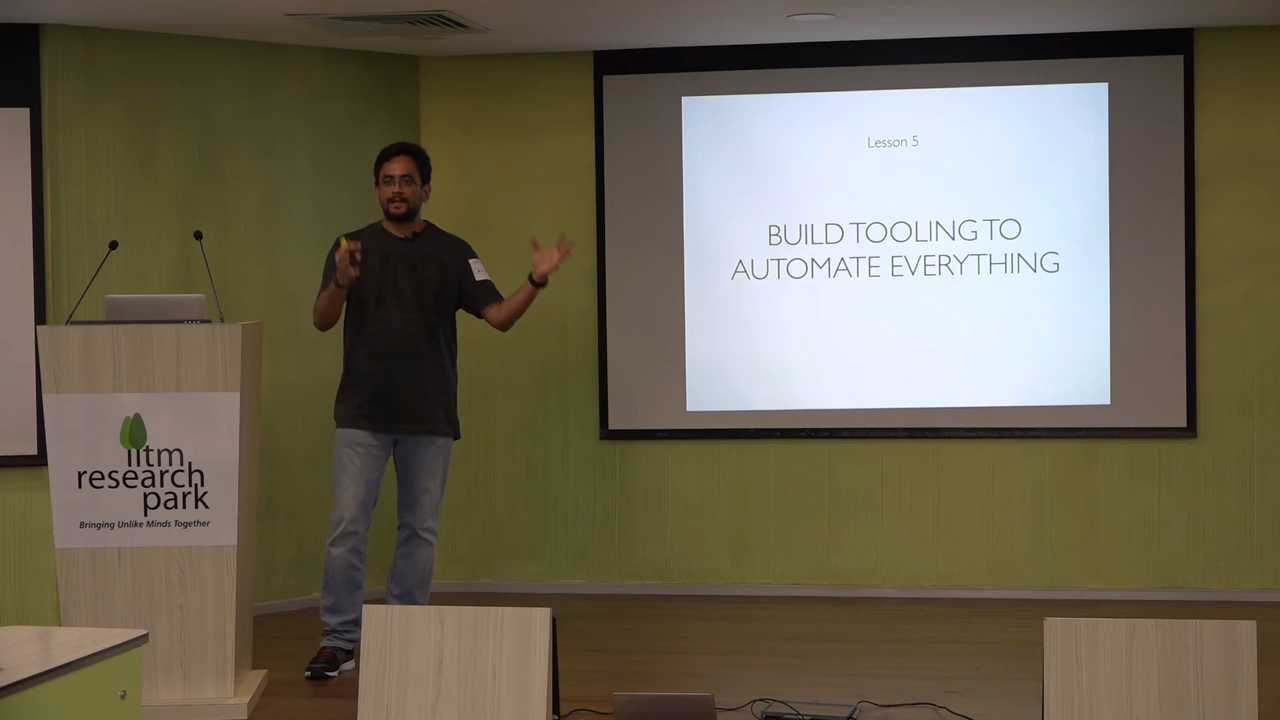 Lesson 5
BUILD TOOLING TO
AUTOMATE EVERYTHING
iitm
research
park
Bringing Unlike Minds Together